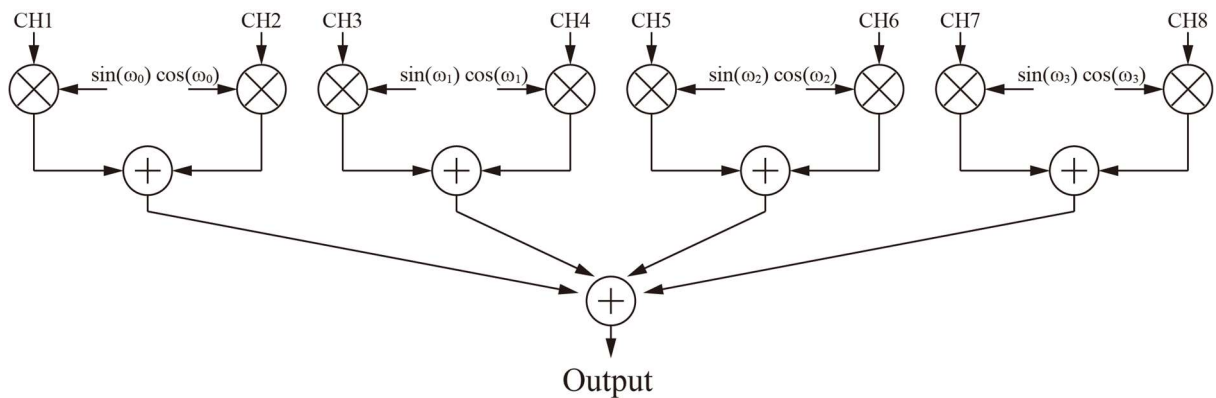 CH1 CH2 CH3 CH4 CH5 CH6 CH7 CH8
sin(ω₀) cos(ω₀) sin(ω₁) cos(ω₁) sin(ω₂) cos(ω₂) sin(ω₃) cos(ω₃)
Output